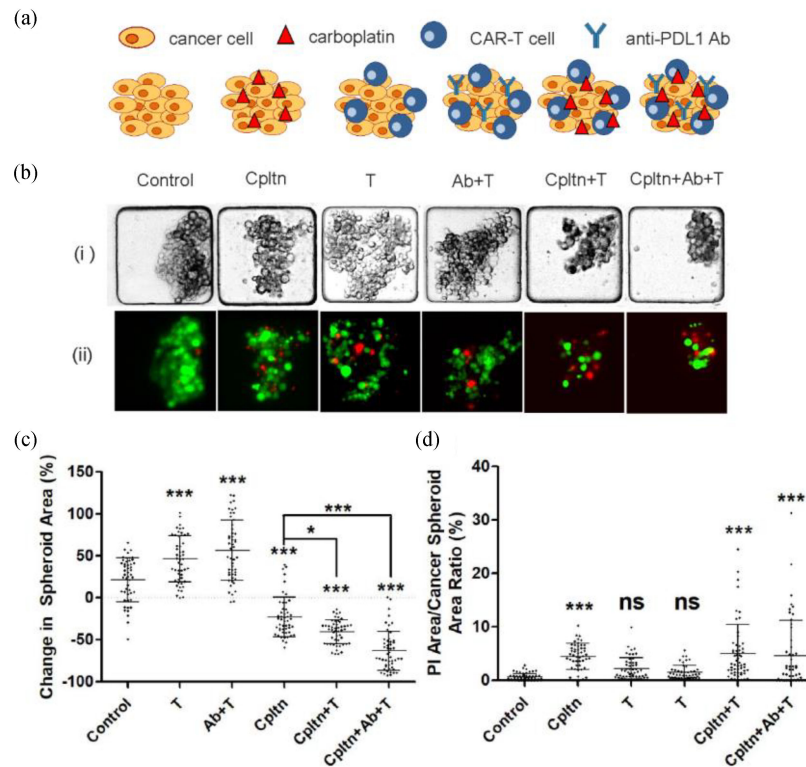 (a)
cancer cell carboplatin CAR-T cell anti-PDL1 Ab
(b)
Control Cpltn T Ab+T Cpltn+T Cpltn+Ab+T
(i)
(ii)
(c)
Change in Spheroid Area (%)
150
100
50
0
-50
-100
***
***
***
*
***
***
***
Control T Ab+T Cpltn Cpltn+T Cpltn+Ab+T
(d)
PI Area/Cancer Spheroid
Area Ratio (%)
40
30
20
10
0
***
ns
ns
***
***
Control Cpltn T T Cpltn+T Cpltn+Ab+T